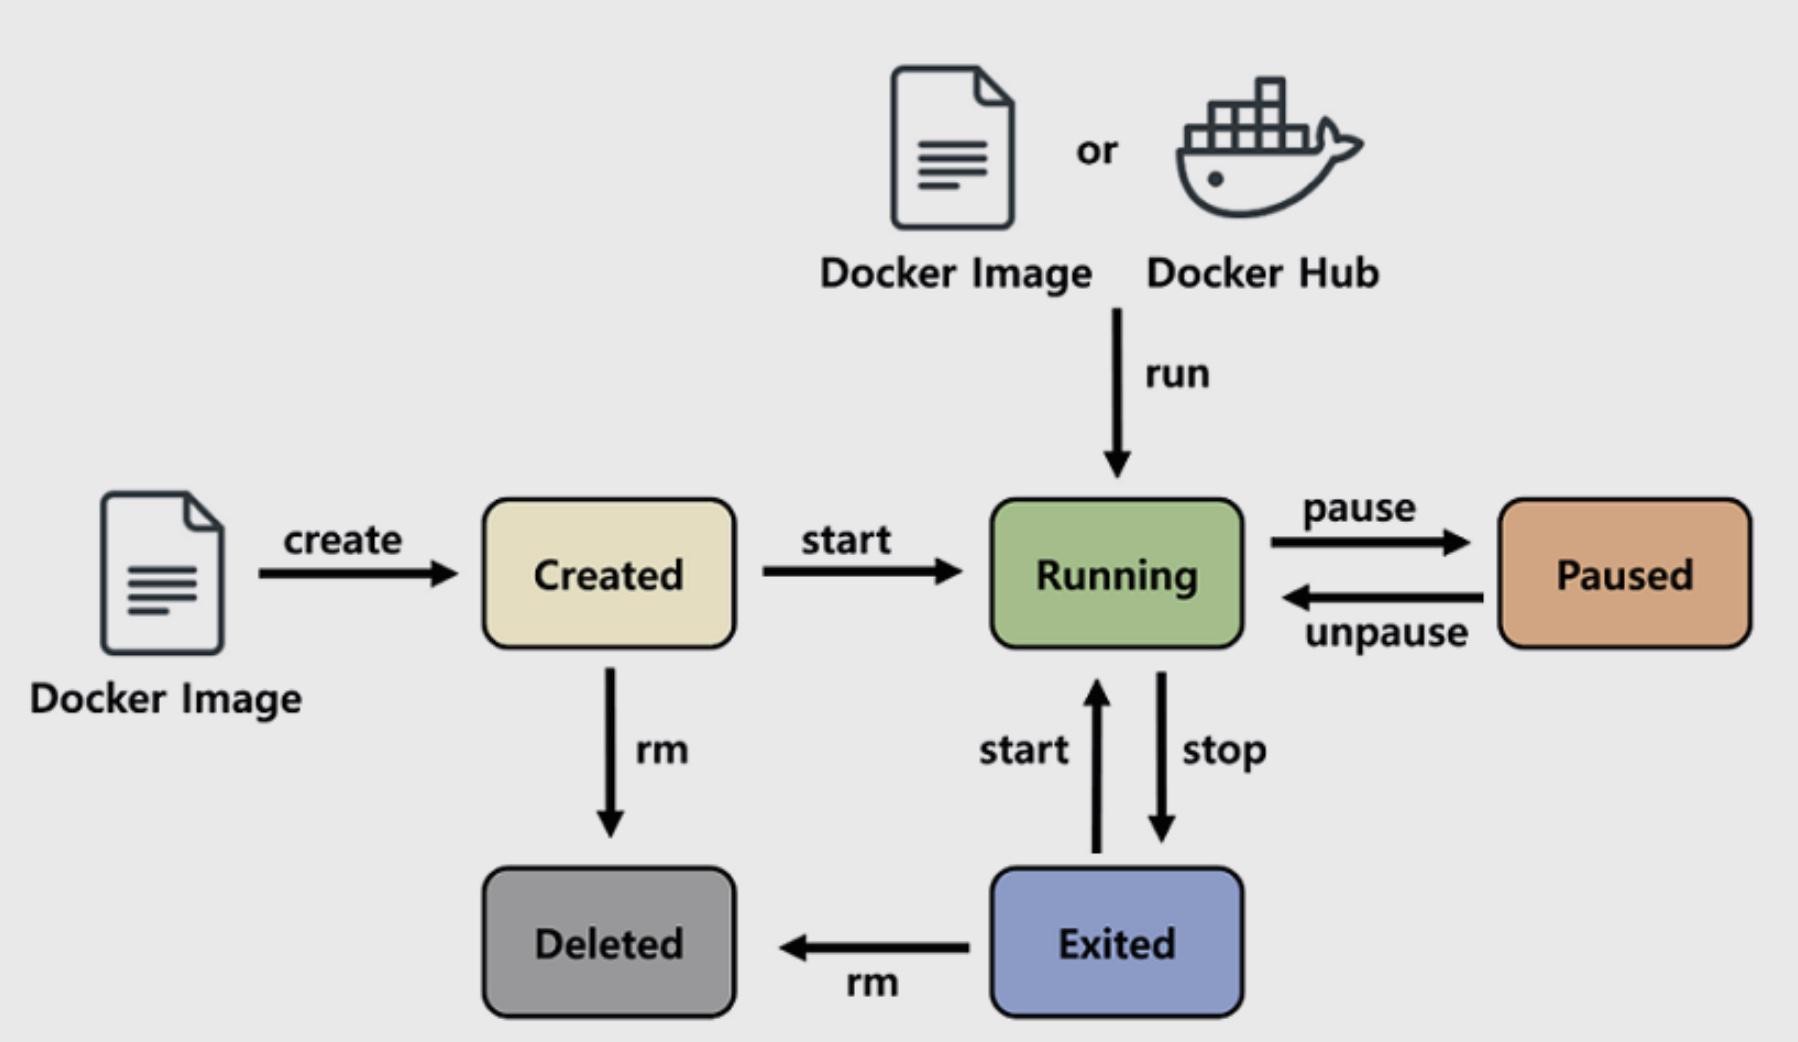 or
Docker Image
Docker Hub
run
create
Created
start
Running
pause
unpause
Paused
Docker Image
rm
start
stop
Deleted
rm
Exited